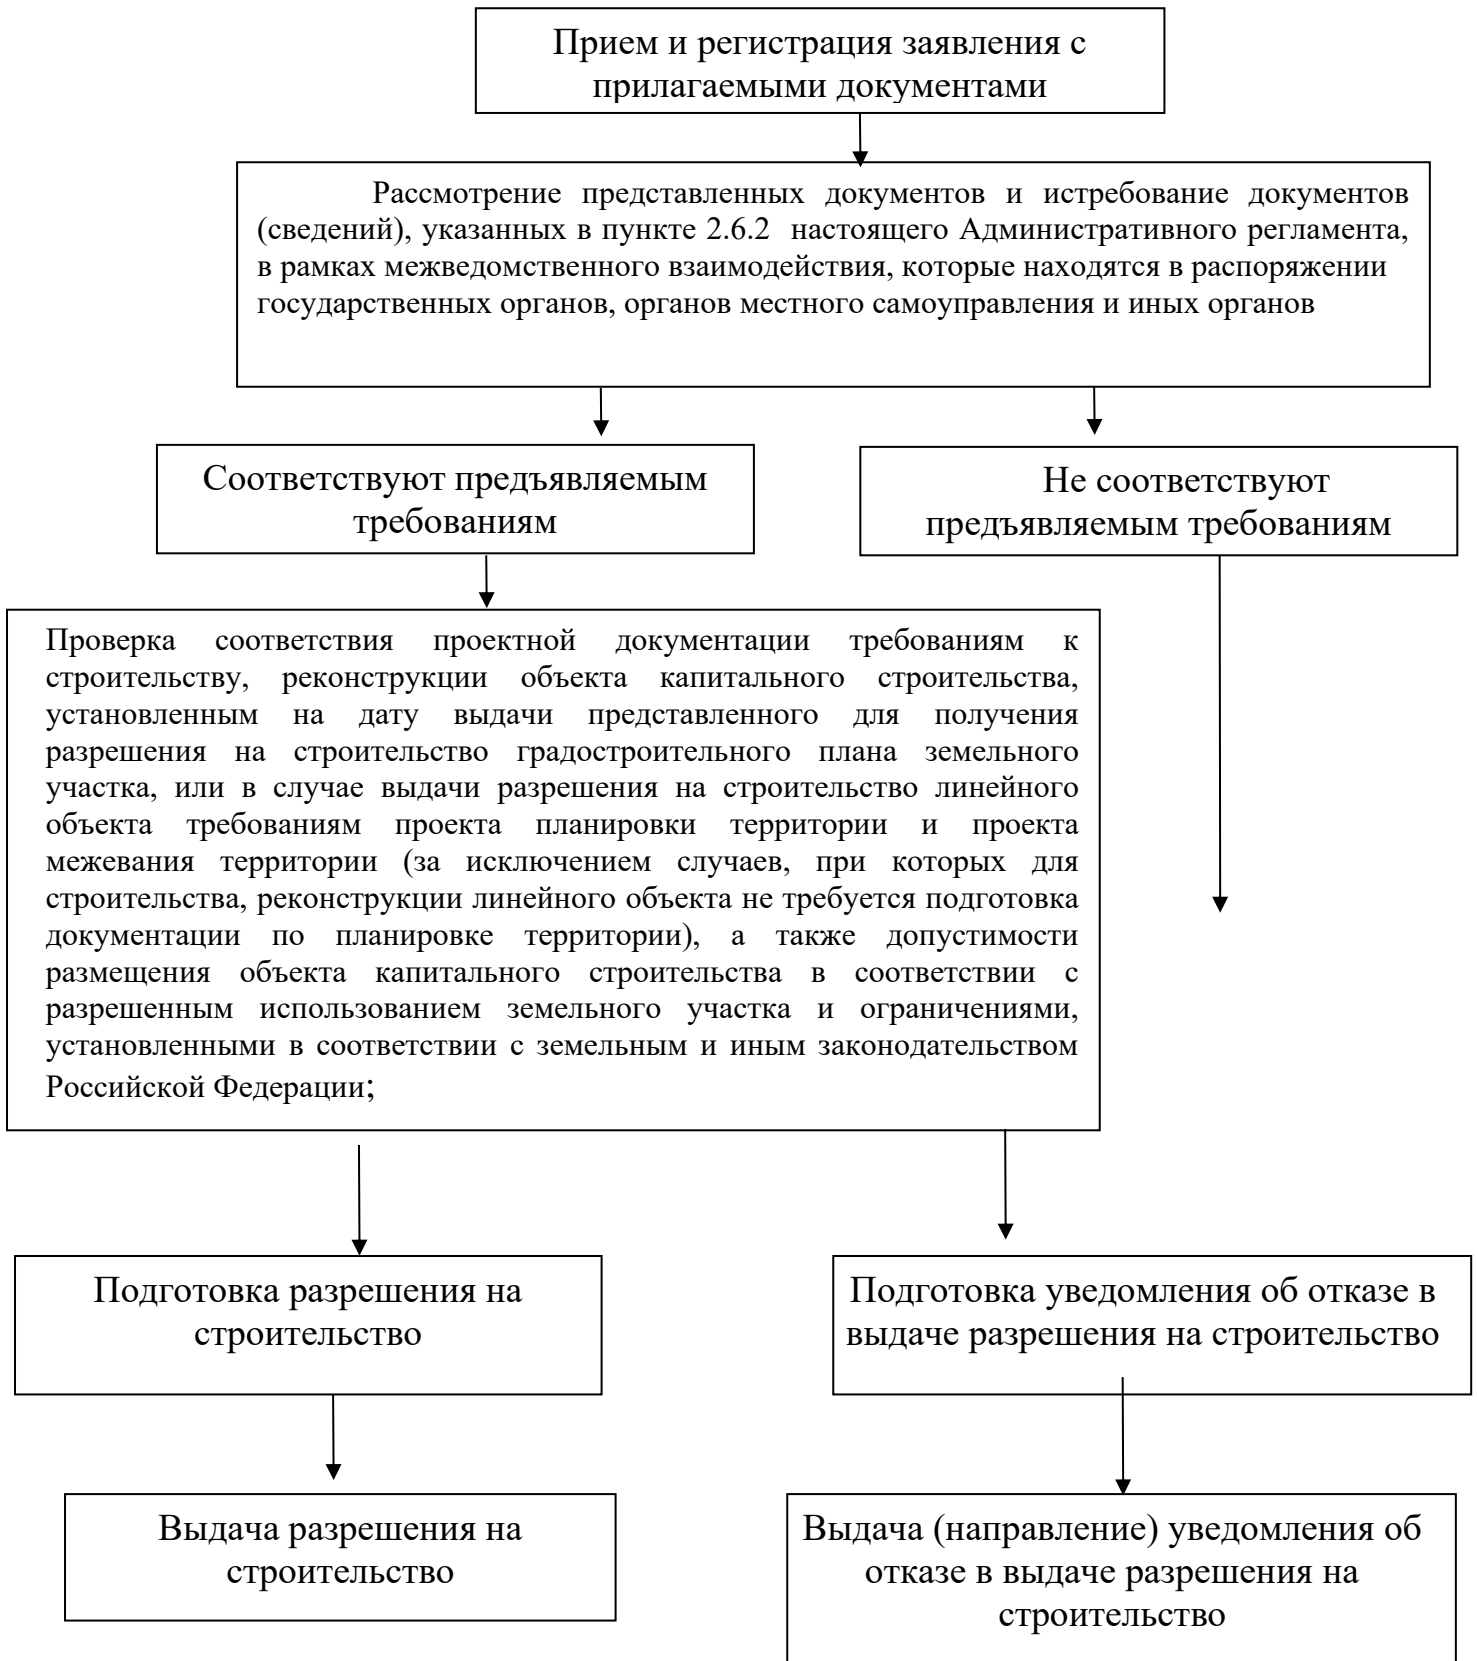 Прием и регистрация заявления с
прилагаемыми документами
Рассмотрение представленных документов и истребование документов
(сведений), указанных в пункте 2.6.2 настоящего Административного регламента,
в рамках межведомственного взаимодействия, которые находятся в распоряжении
государственных органов, органов местного самоуправления и иных органов
Соответствуют предъявляемым
требованиям
Не соответствуют
предъявляемым требованиям
Проверка соответствия проектной документации требованиям к
строительству, реконструкции объекта капитального строительства,
установленным на дату выдачи представленного для получения
разрешения на строительство градостроительного плана земельного
участка, или в случае выдачи разрешения на строительство линейного
объекта требованиям проекта планировки территории и проекта
межевания территории (за исключением случаев, при которых для
строительства, реконструкции линейного объекта не требуется подготовка
документации по планировке территории), а также допустимости
размещения объекта капитального строительства в соответствии с
разрешенным использованием земельного участка и ограничениями,
установленными в соответствии с земельным и иным законодательством
Российской Федерации;
Подготовка разрешения на
строительство
Подготовка уведомления об отказе в
выдаче разрешения на строительство
Выдача разрешения на
строительство
Выдача (направление) уведомления об
отказе в выдаче разрешения на
строительство